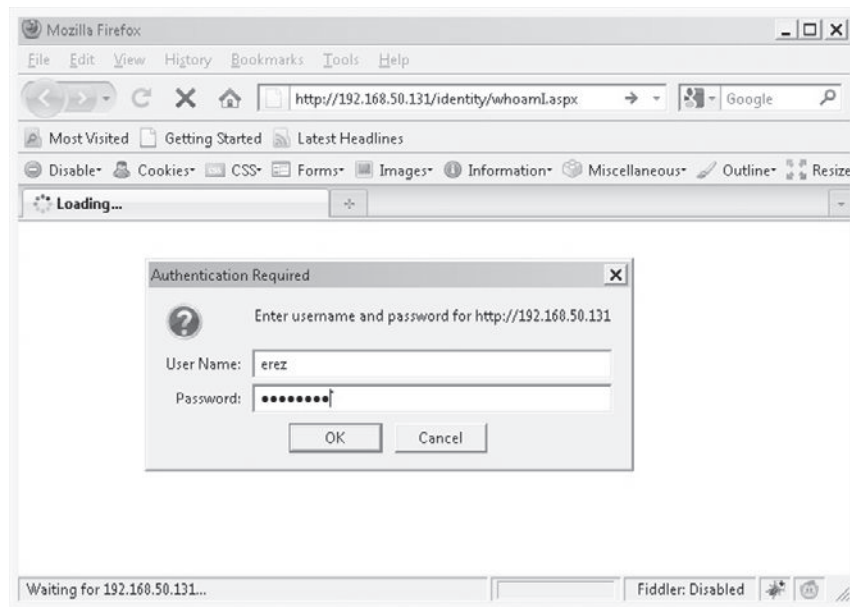 Mozilla Firefox
File Edit View History Bookmarks Tools Help
http://192.168.50.131/identity/whoamI.aspx Google
Most Visited Getting Started Latest Headlines
Disable Cookies CSS Forms Images Information Miscellaneous Outline Resize
Loading...
Authentication Required
Enter username and password for http://192.168.50.131
User Name: erez
Password: ••••••••
OK Cancel
Waiting for 192.168.50.131... Fiddler: Disabled